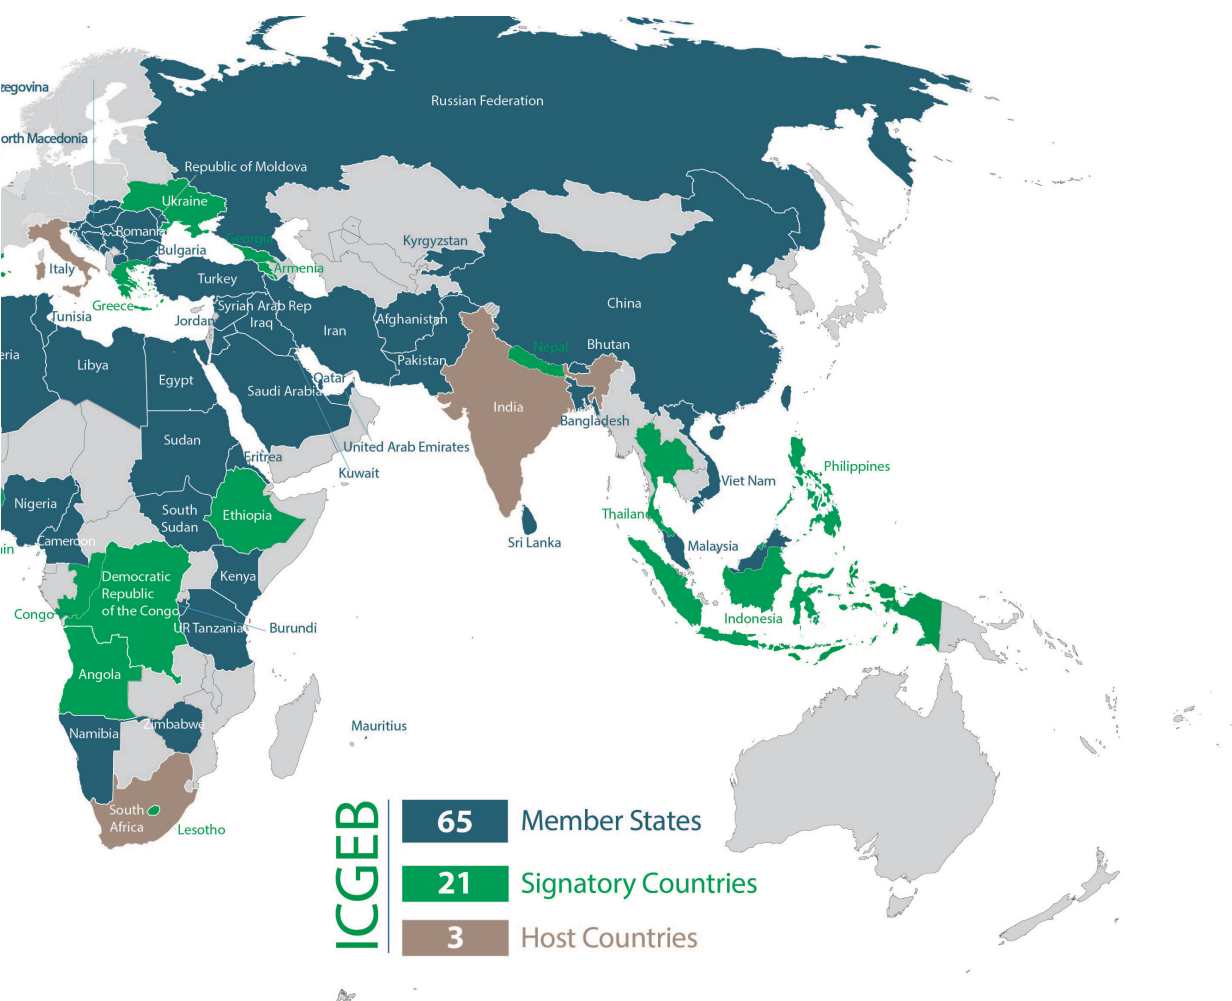 zegovina
Russian Federation
orth Macedonia
Republic of Moldova
Ukraine
Romania
Georgia
Kyrgyzstan
Bulgaria
Italy
Armenia
Turkey
Greece
Syrian Arab Rep
China
Tunisia
Jordan
Iraq
Iran
Afghanistan
Nepal
Bhutan
eria
Libya
Pakistan
Egypt
Qatar
Saudi Arabia
India
Bangladesh
Sudan
United Arab Emirates
Eritrea
Kuwait
Philippines
Viet Nam
Nigeria
South
Sudan
Ethiopia
Thailand
Cameroon
Sri Lanka
Malaysia
in
Democratic
Republic
of the Congo
Kenya
Congo
Indonesia
UR Tanzania
Burundi
Angola
Namibia
Zimbabwe
Mauritius
South
Africa
Lesotho
ICGEB
65 Member States
21 Signatory Countries
3 Host Countries